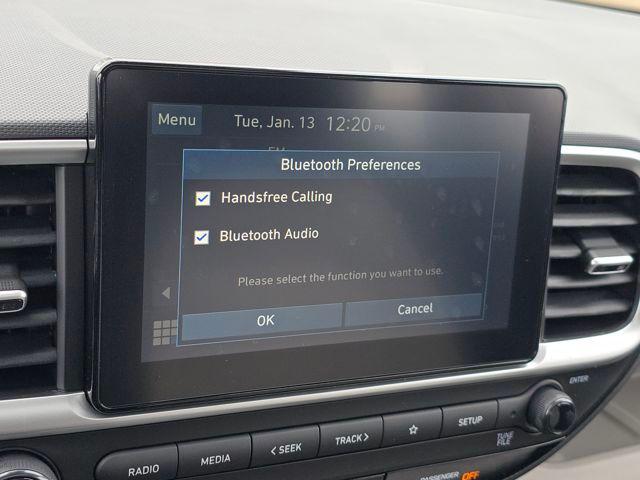 Menu
Tue, Jan. 13
12:20 PM
FM
Bluetooth Preferences
Handsfree Calling
Bluetooth Audio
Please select the function you want to use.
OK
Cancel
ENTER
RADIO
MEDIA
< SEEK
TRACK >
SETUP
TUNE
FILE
PASSENGER OFF